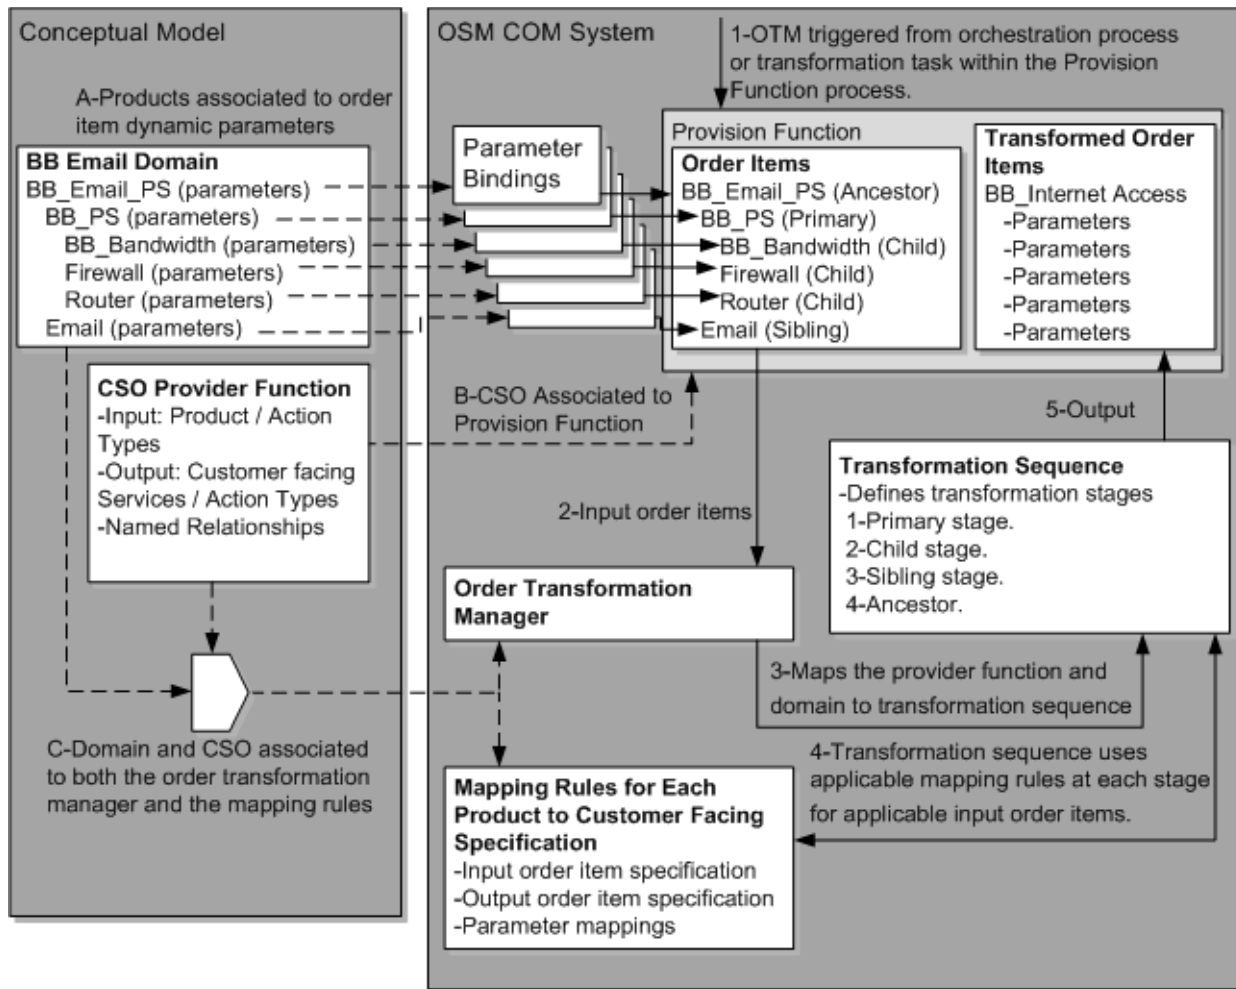 Conceptual Model
A-Products associated to order
item dynamic parameters
BB Email Domain
BB_Email_PS (parameters)
BB_PS (parameters)
BB_Bandwidth (parameters)
Firewall (parameters)
Router (parameters)
Email (parameters)
CSO Provider Function
-Input: Product / Action
Types
-Output: Customer facing
Services / Action Types
-Named Relationships
C-Domain and CSO associated
to both the order transformation
manager and the mapping rules
OSM COM System
1-OTM triggered from orchestration process
or transformation task within the Provision
Function process.
Parameter
Bindings
Provision Function
Order Items
BB_Email_PS (Ancestor)
BB_PS (Primary)
BB_Bandwidth (Child)
Firewall (Child)
Router (Child)
Email (Sibling)
Transformed Order
Items
BB_Internet Access
-Parameters
-Parameters
-Parameters
-Parameters
-Parameters
B-CSO Associated to
Provision Function
5-Output
2-Input order items
Transformation Sequence
-Defines transformation stages
1-Primary stage.
2-Child stage.
3-Sibling stage.
4-Ancestor.
Order Transformation
Manager
3-Maps the provider function and
domain to transformation sequence
4-Transformation sequence uses
applicable mapping rules at each stage
for applicable input order items.
Mapping Rules for Each
Product to Customer Facing
Specification
-Input order item specification
-Output order item specification
-Parameter mappings